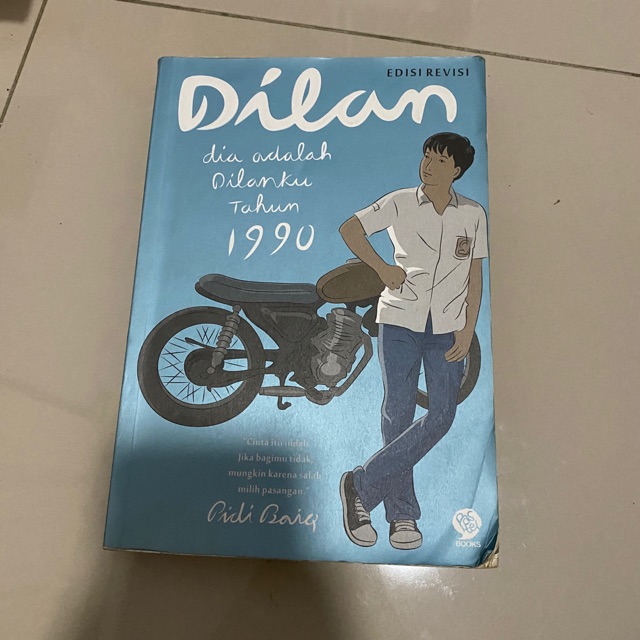 EDISI REVISI
Dilan
dia adalah
Dilanku
Tahun
1990
"Cinta itu indah.
Jika bagimu tidak,
mungkin karena salah
milih pasangan."
Pidi Baiq
BOOKS